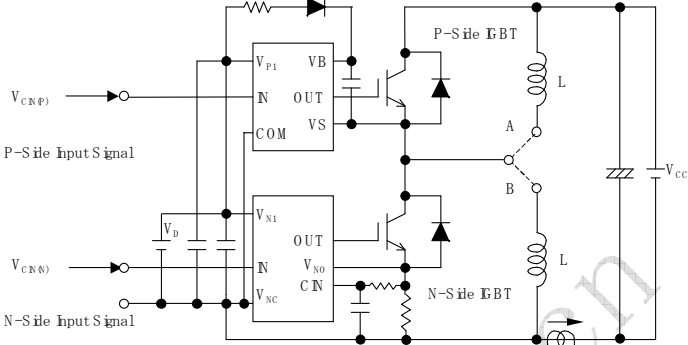 P-Side IGBT
VP1
VB
VCIN(P)
IN
OUT
L
COM
VS
A
P-Side Input Signal
B
VCC
VD
VN1
OUT
VCIN(N)
IN
VNO
L
CIN
VNC
N-Side IGBT
N-Side Input Signal